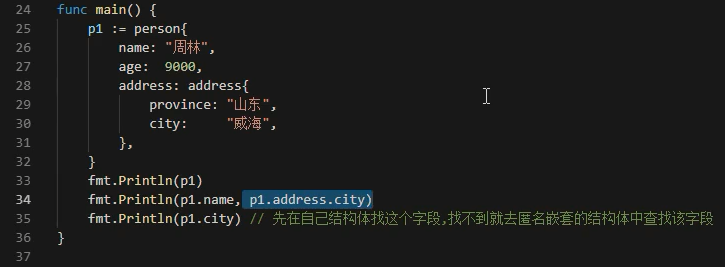 24 func main() {
25     p1 := person{
26         name: "周林",
27         age:  9000,
28         address: address{
29             province: "山东",
30             city:     "威海",
31         },
32     }
33     fmt.Println(p1)
34     fmt.Println(p1.name, p1.address.city)
35     fmt.Println(p1.city) // 先在自己结构体找这个字段,找不到就去匿名嵌套的结构体中查找该字段
36 }
37